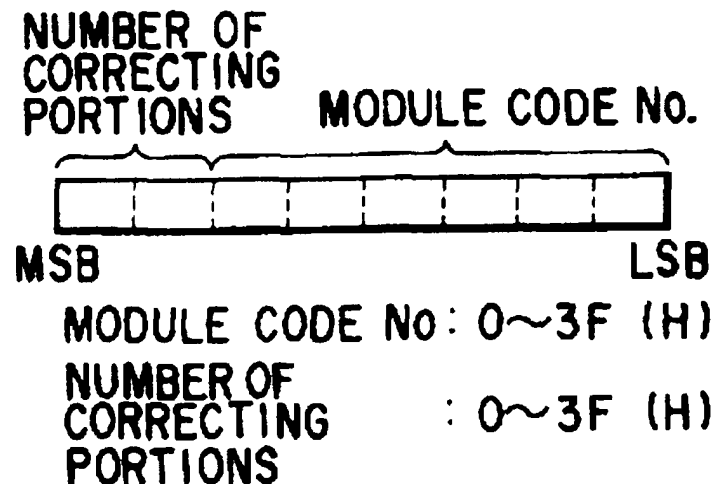 NUMBER OF
CORRECTING
PORTIONS
MODULE CODE No.
MSB
LSB
MODULE CODE No : 0~3F (H)
NUMBER OF
CORRECTING : 0~3F (H)
PORTIONS